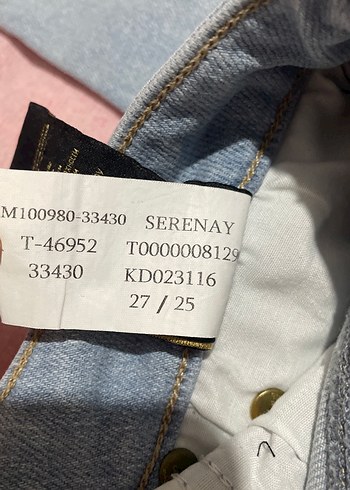 M100980-33430 SERENAY
T-46952 T0000008129
33430 KD023116
27 / 25